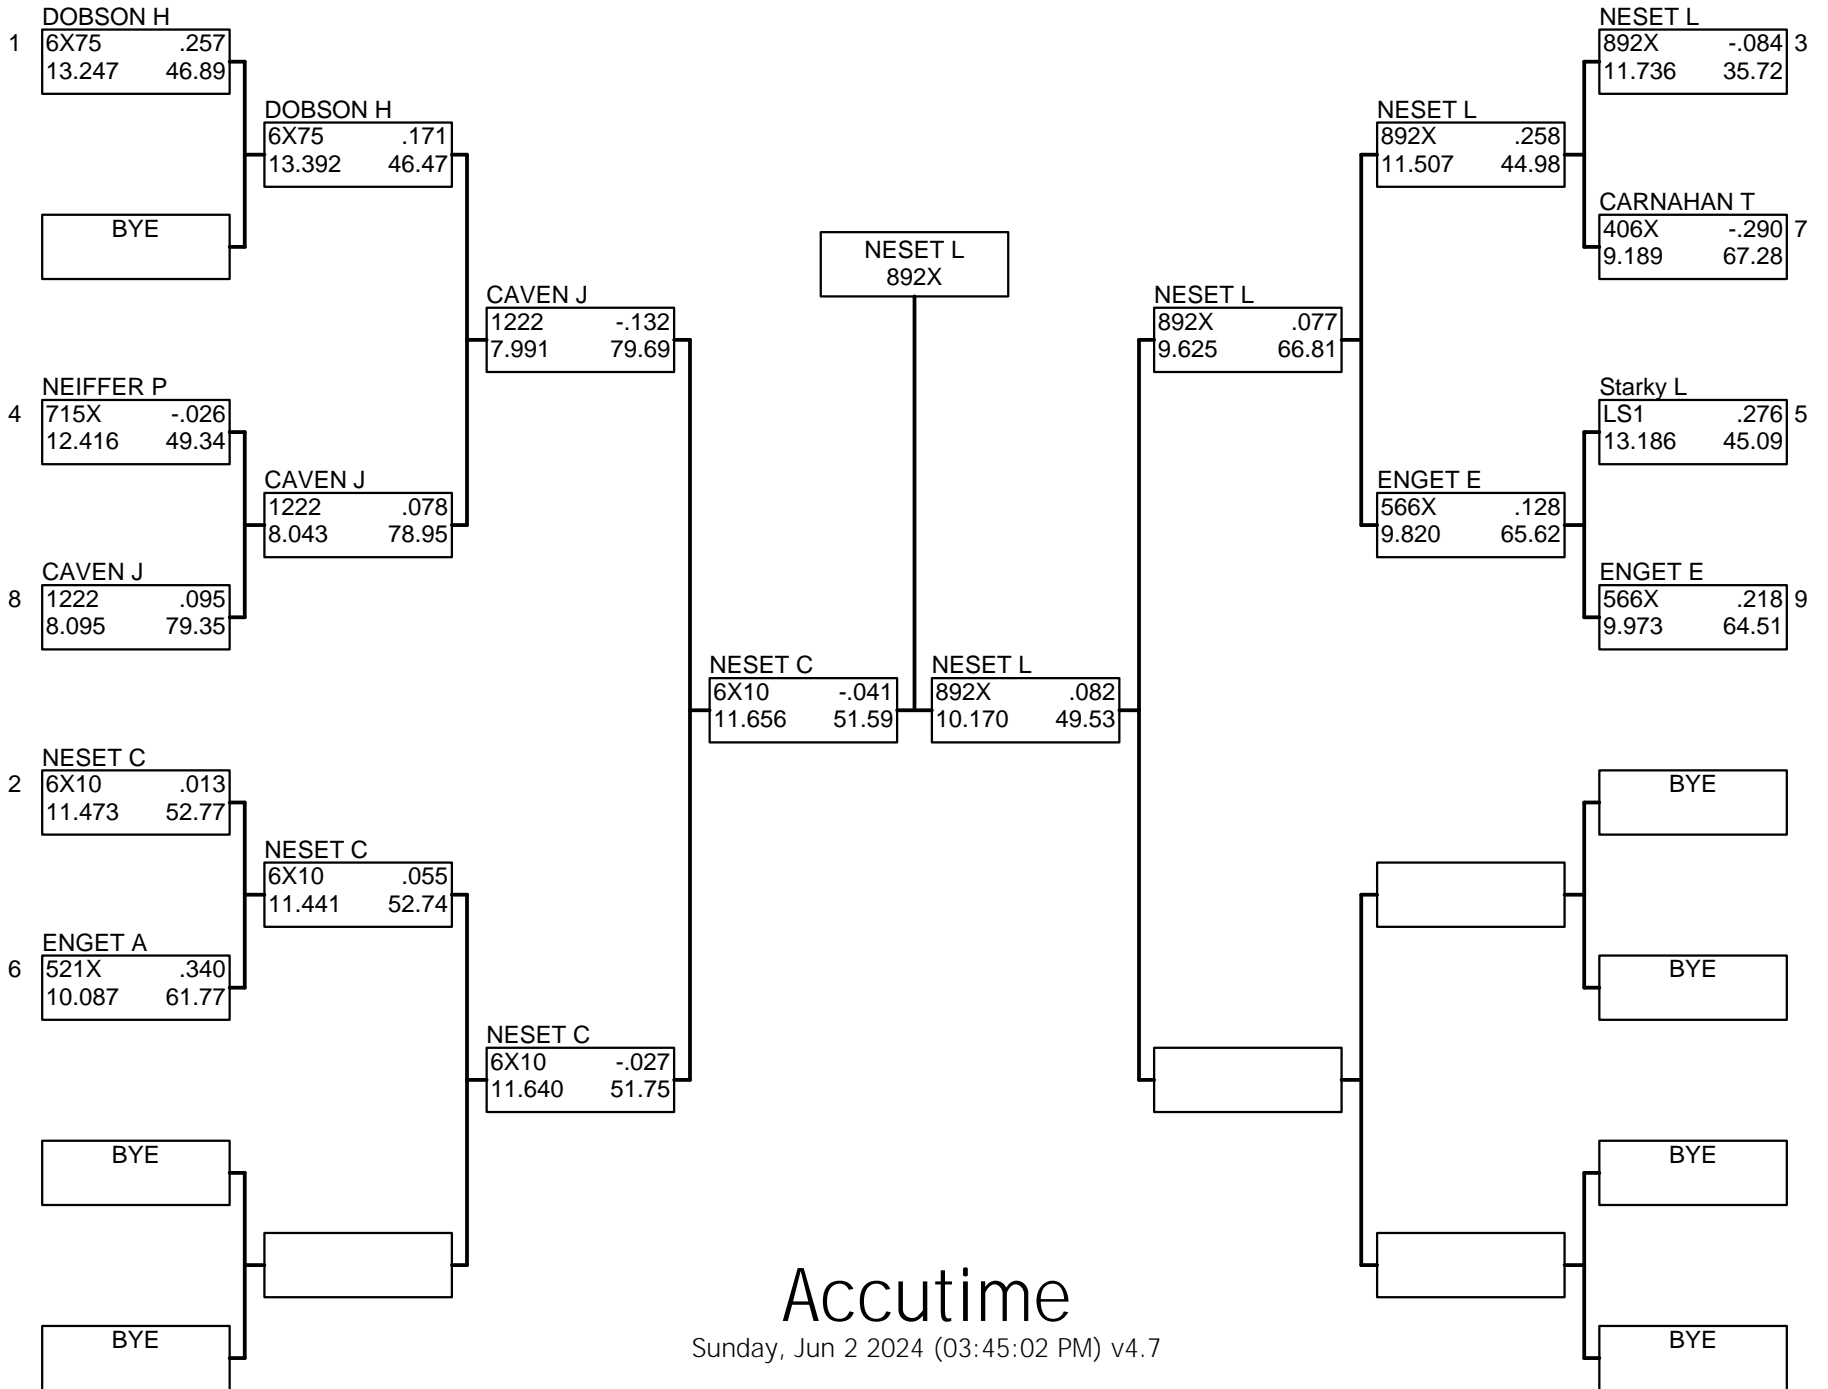 DOBSON H
1
6X75 .257
13.247 46.89
BYE
NEIFFER P
4
715X -.026
12.416 49.34
CAVEN J
8
1222 .095
8.095 79.35
NESET C
2
6X10 .013
11.473 52.77
ENGET A
6
521X .340
10.087 61.77
BYE
BYE
DOBSON H
6X75 .171
13.392 46.47
CAVEN J
1222 .078
8.043 78.95
NESET C
6X10 .055
11.441 52.74
CAVEN J
1222 -.132
7.991 79.69
NESET C
6X10 -.027
11.640 51.75
NESET C
6X10 -.041
11.656 51.59
NESET L
892X
NESET L
892X .082
10.170 49.53
NESET L
892X .077
9.625 66.81
NESET L
892X .258
11.507 44.98
ENGET E
566X .128
9.820 65.62
NESET L
892X -.084 3
11.736 35.72
CARNAHAN T
406X -.290 7
9.189 67.28
Starky L
LS1 .276 5
13.186 45.09
ENGET E
566X .218 9
9.973 64.51
BYE
BYE
BYE
BYE
Accutime
Sunday, Jun 2 2024 (03:45:02 PM) v4.7